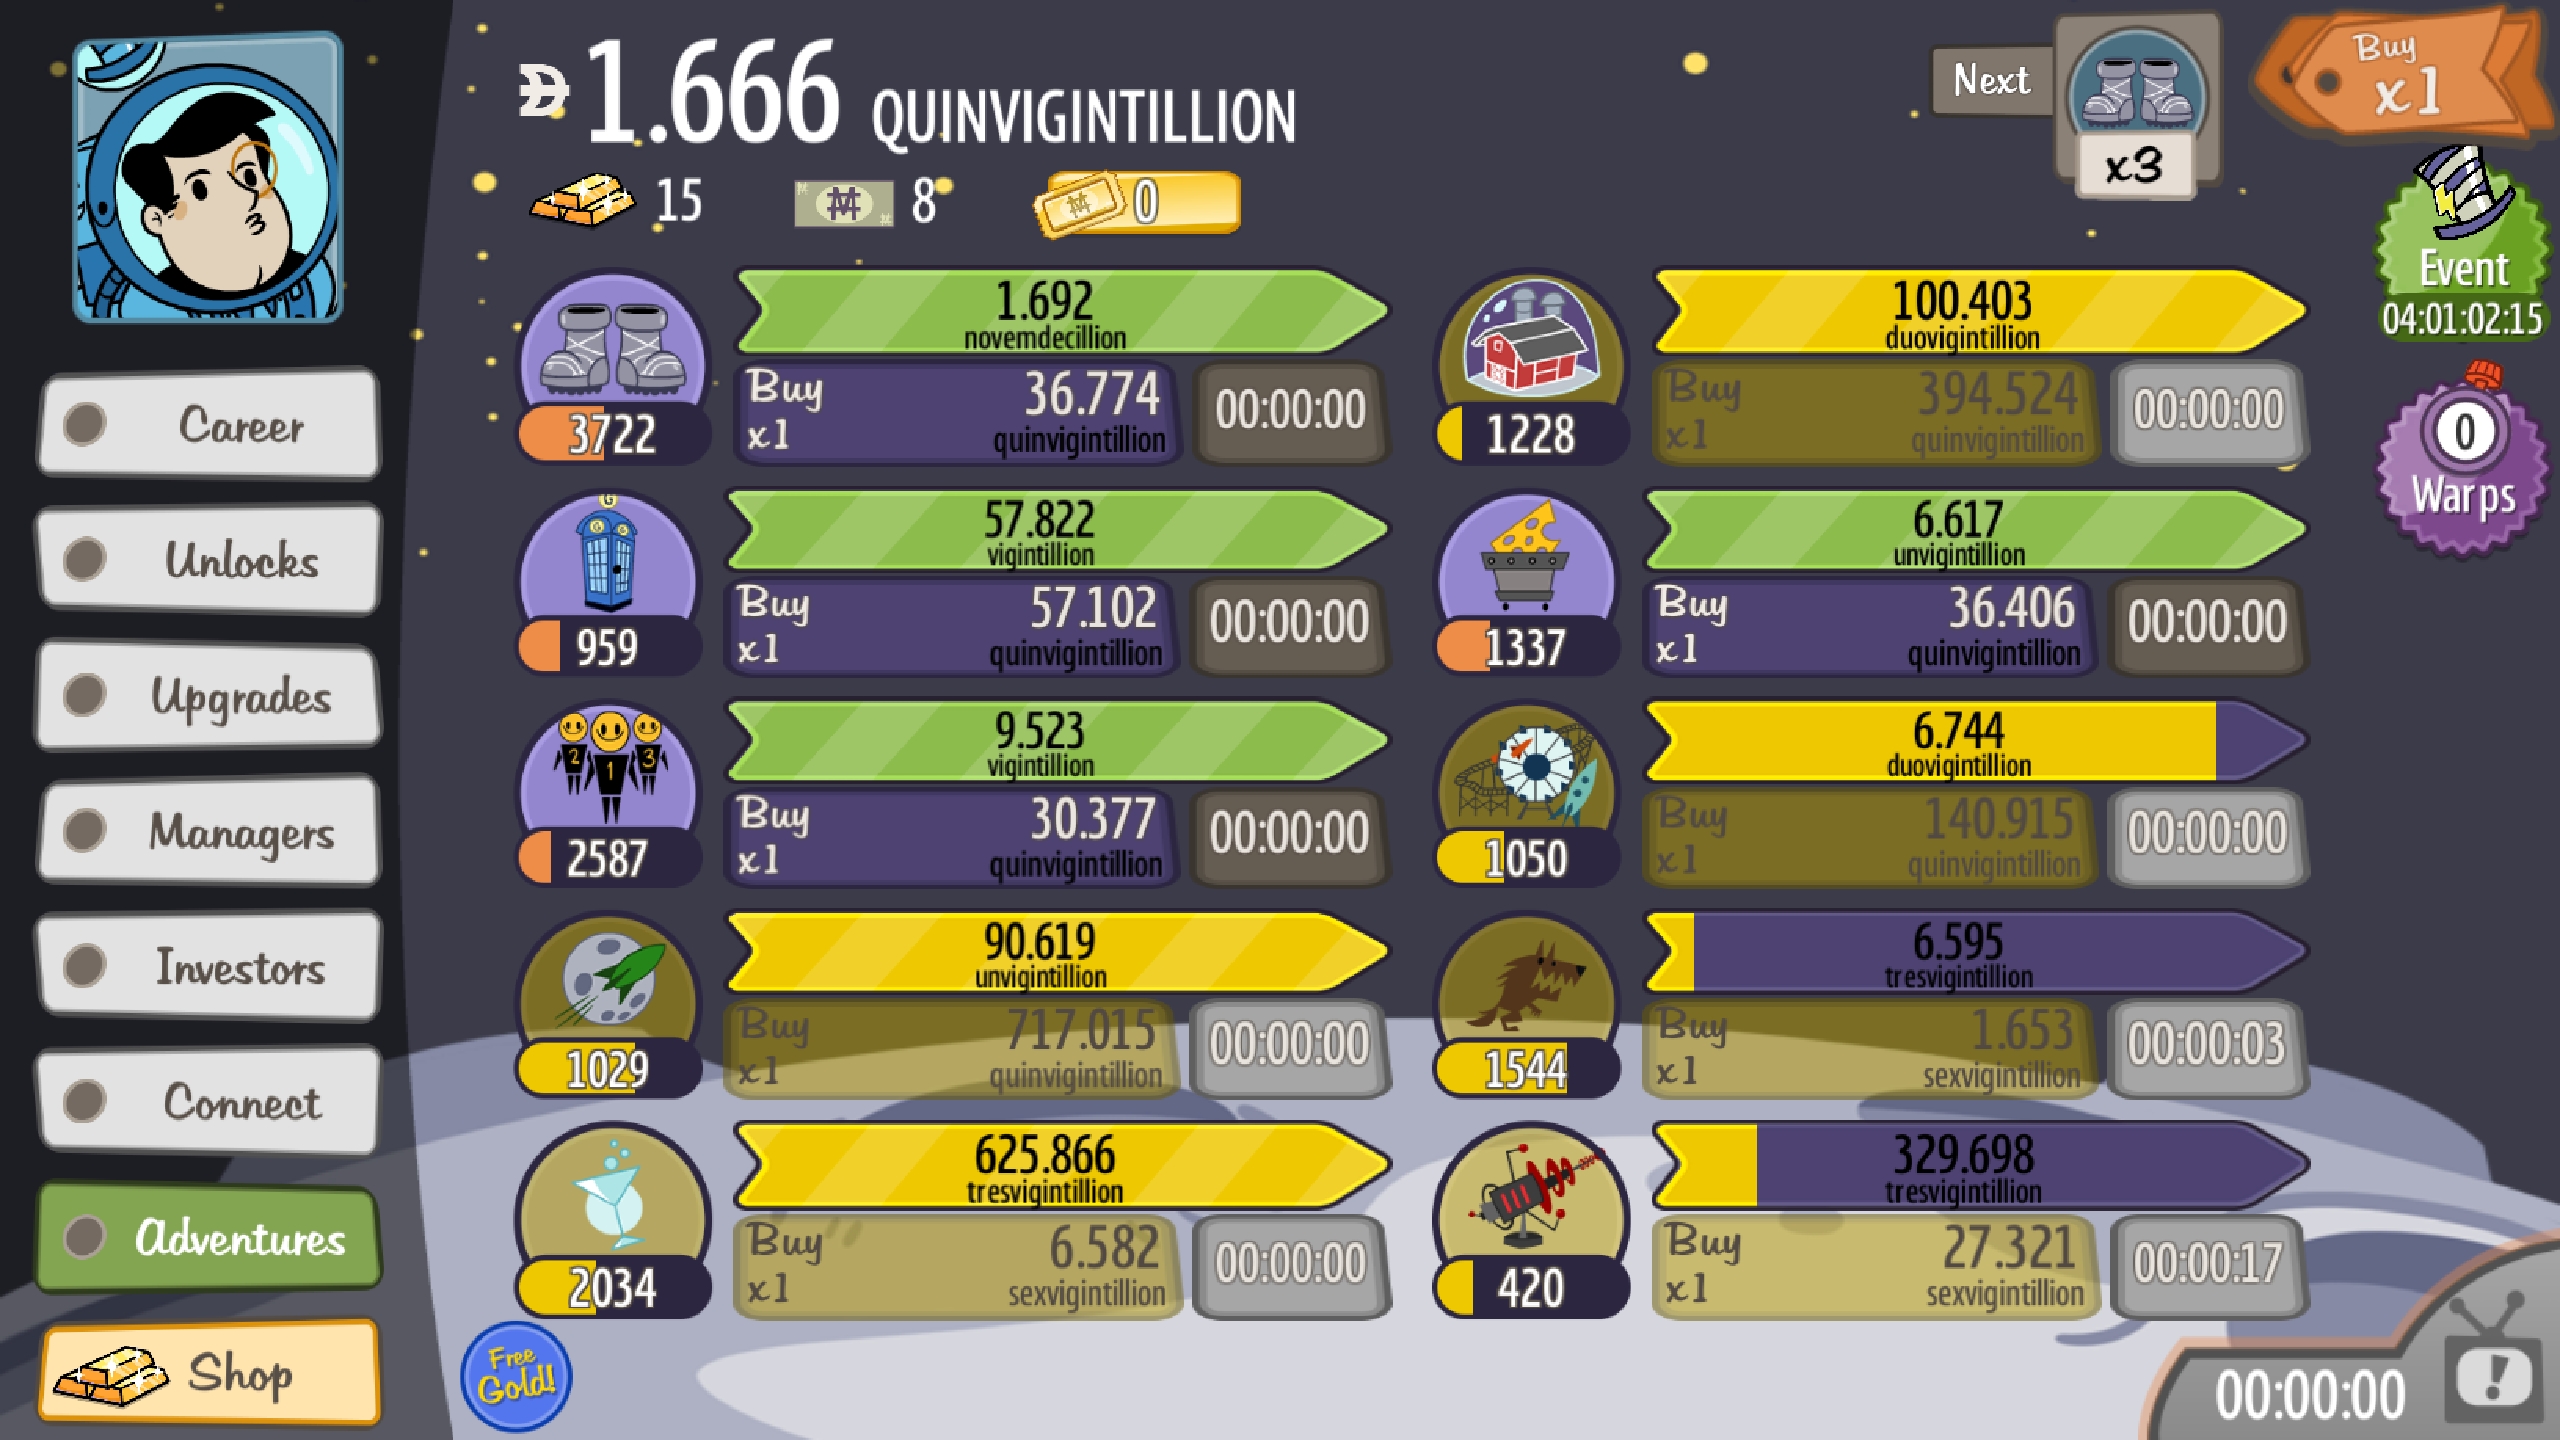 1.666 QUINVIGINTILLION
15
8
0
Next
x3
Buy
x1
Event
04:01:02:15
0
Warps
Career
Unlocks
Upgrades
Managers
Investors
Connect
Adventures
Shop
1.692
novemdecillion
3722
Buy
x1
36.774
quinvigintillion
00:00:00
100.403
duovigintillion
1228
Buy
x1
394.524
quinvigintillion
00:00:00
G
57.822
vigintillion
959
Buy
x1
57.102
quinvigintillion
00:00:00
6.617
unvigintillion
1337
Buy
x1
36.406
quinvigintillion
00:00:00
2 1 3
9.523
vigintillion
2587
Buy
x1
30.377
quinvigintillion
00:00:00
6.744
duovigintillion
1050
Buy
x1
140.915
quinvigintillion
00:00:00
90.619
unvigintillion
1029
Buy
x1
717.015
quinvigintillion
00:00:00
6.595
tresvigintillion
1544
Buy
x1
1.653
sexvigintillion
00:00:03
625.866
tresvigintillion
2034
Buy
x1
6.582
sexvigintillion
00:00:00
329.698
tresvigintillion
420
Buy
x1
27.321
sexvigintillion
00:00:17
Free
Gold!
00:00:00
!